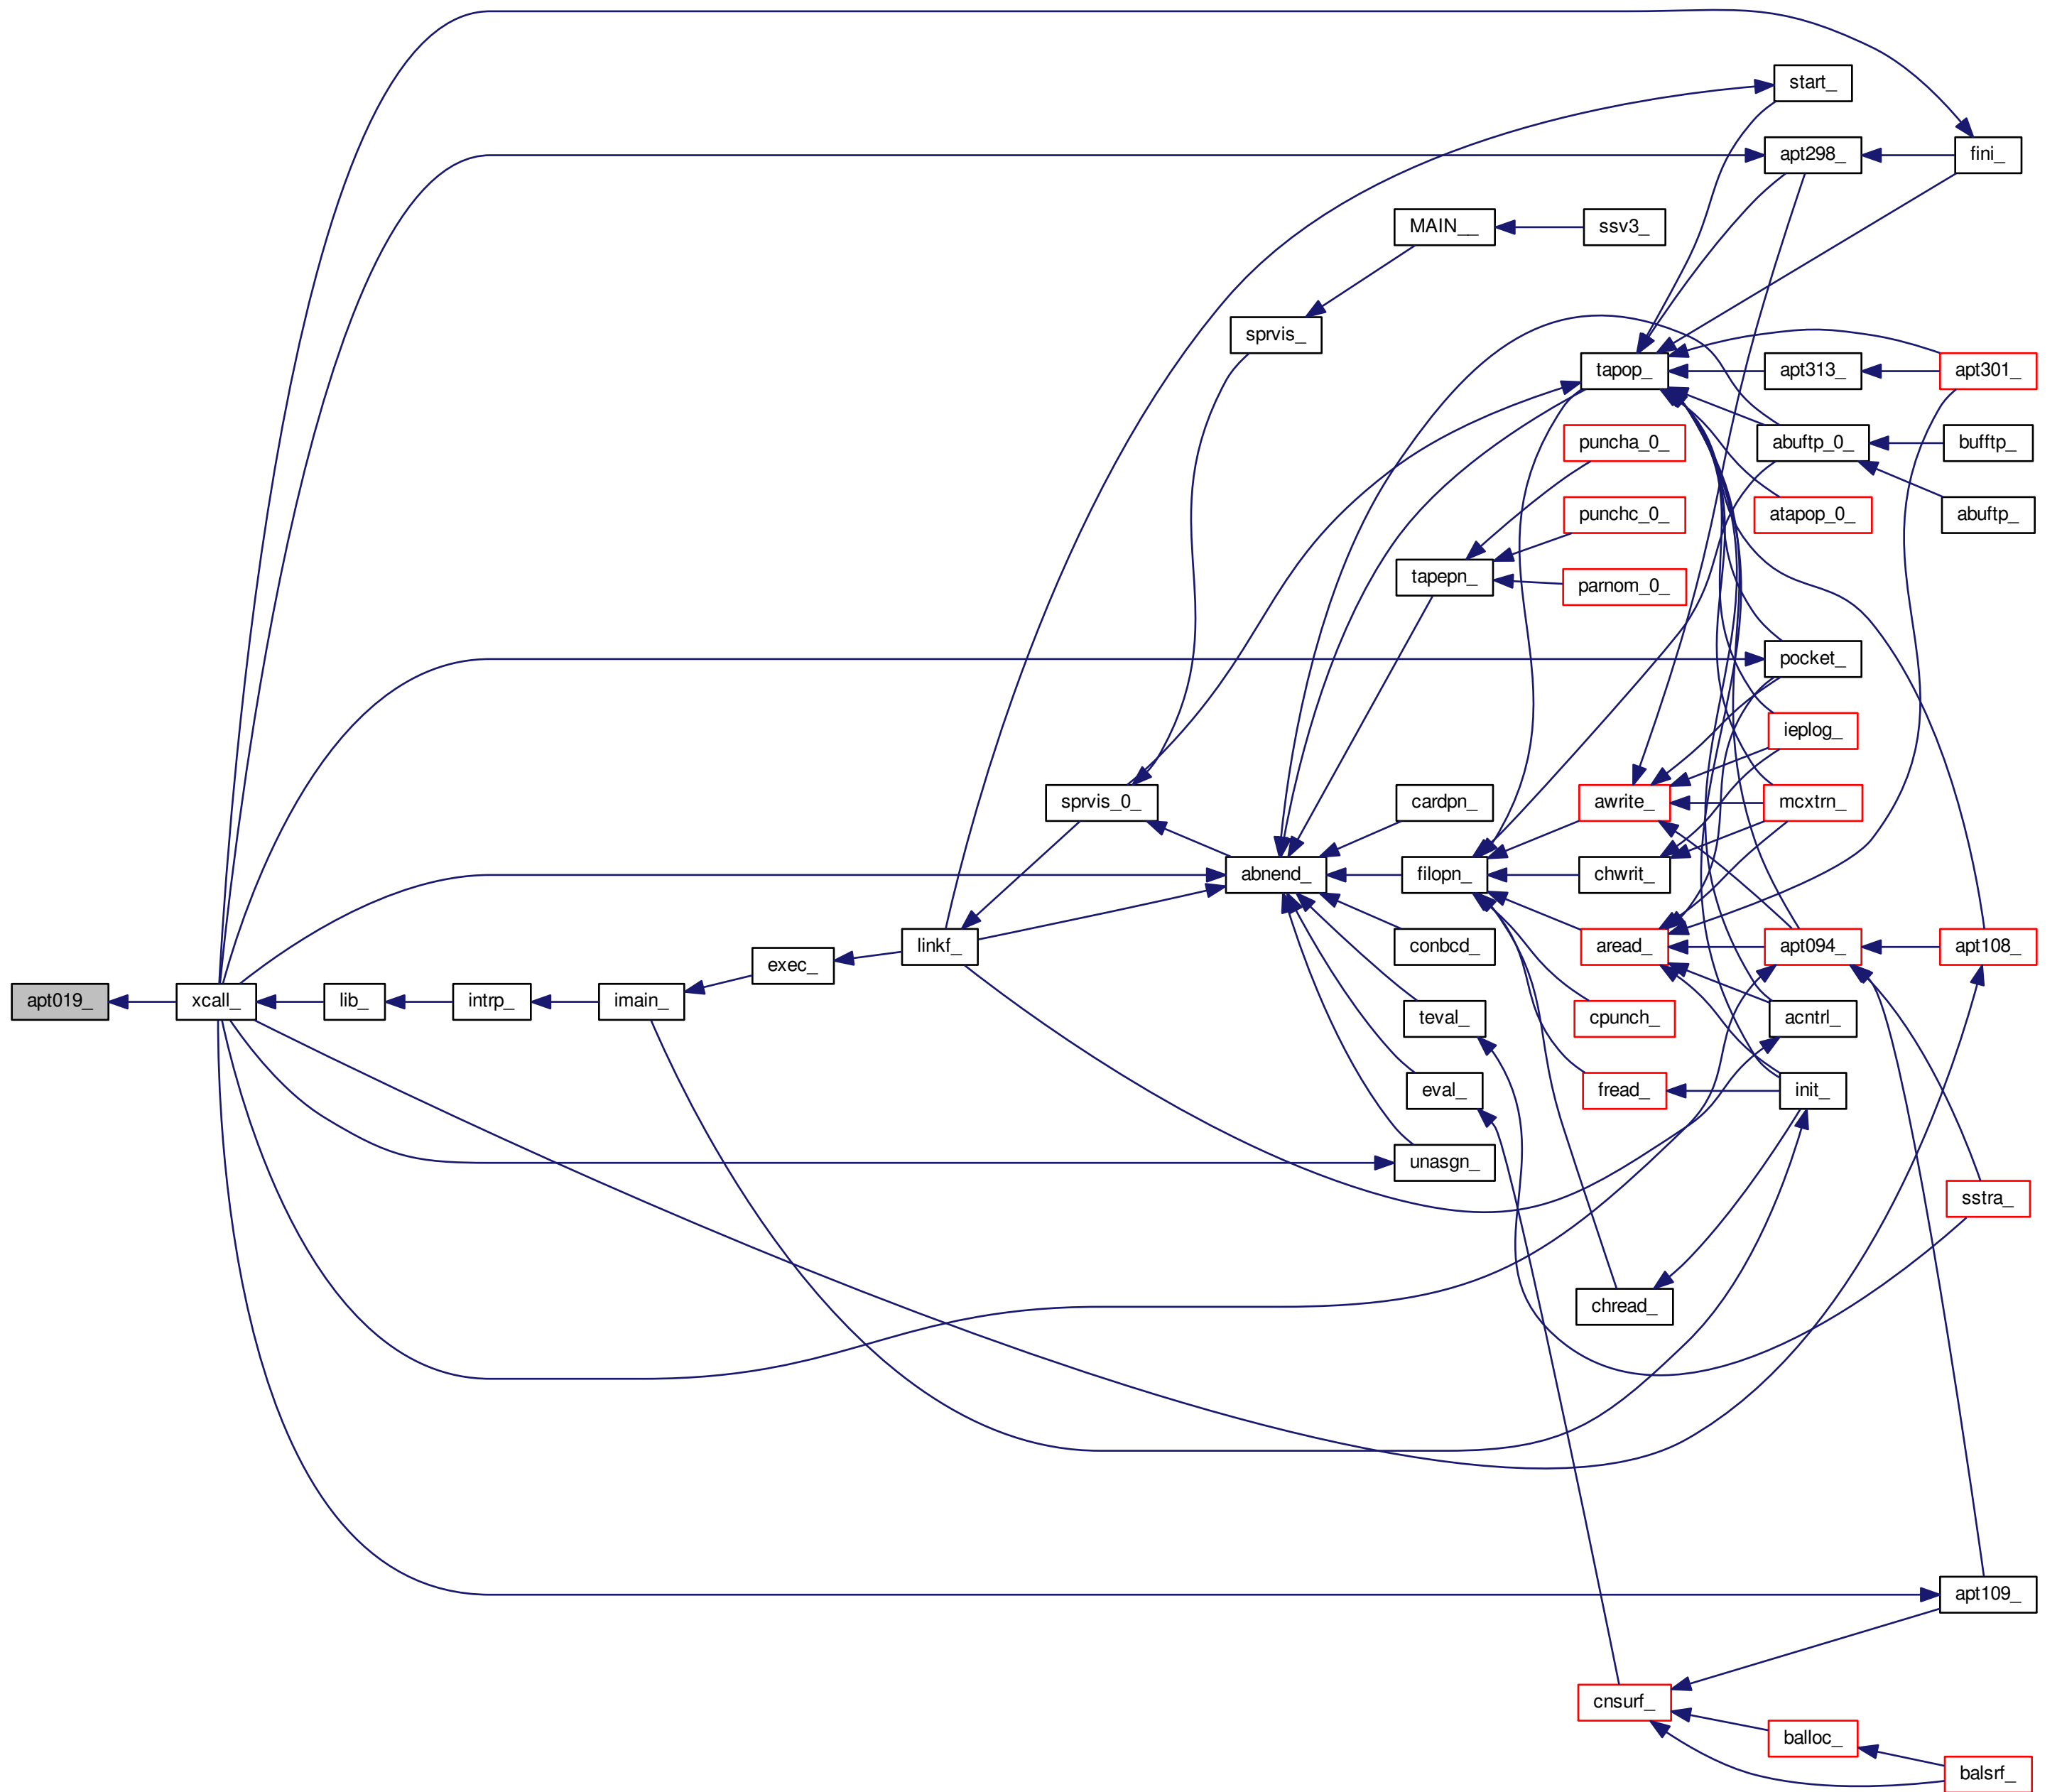 start_
apt298_
fini_
MAIN__
ssv3_
sprvis_
tapop_
apt313_
apt301_
puncha_0_
abuftp_0_
bufftp_
punchc_0_
atapop_0_
abuftp_
tapepn_
parnom_0_
pocket_
ieplog_
sprvis_0_
cardpn_
awrite_
mcxtrn_
abnend_
filopn_
chwrit_
linkf_
conbcd_
aread_
apt094_
apt108_
exec_
apt019_
xcall_
lib_
intrp_
imain_
teval_
cpunch_
acntrl_
eval_
fread_
init_
unasgn_
sstra_
chread_
apt109_
cnsurf_
balloc_
balsrf_